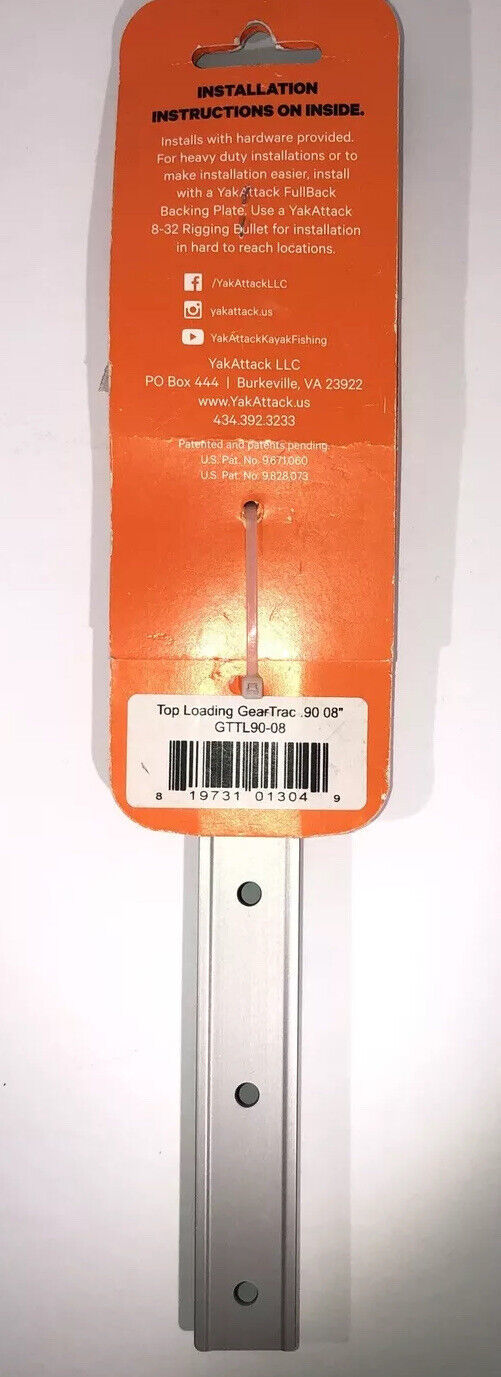 INSTALLATION
INSTRUCTIONS ON INSIDE.
Installs with hardware provided.
For heavy duty installations or to
make installation easier, install
with a YakAttack FullBack
Backing Plate. Use a YakAttack
8-32 Rigging Bullet for installation
in hard to reach locations.
/YakAttackLLC
yakattack.us
YakAttackKayakFishing
YakAttack LLC
PO Box 444 | Burkeville, VA 23922
www.YakAttack.us
434.392.3233
Patented and patents pending.
U.S. Pat. No. 9,671,060
U.S. Pat. No. 9,828,073
Top Loading GearTrac .90 08"
GTTL90-08
8 19731 01304 9